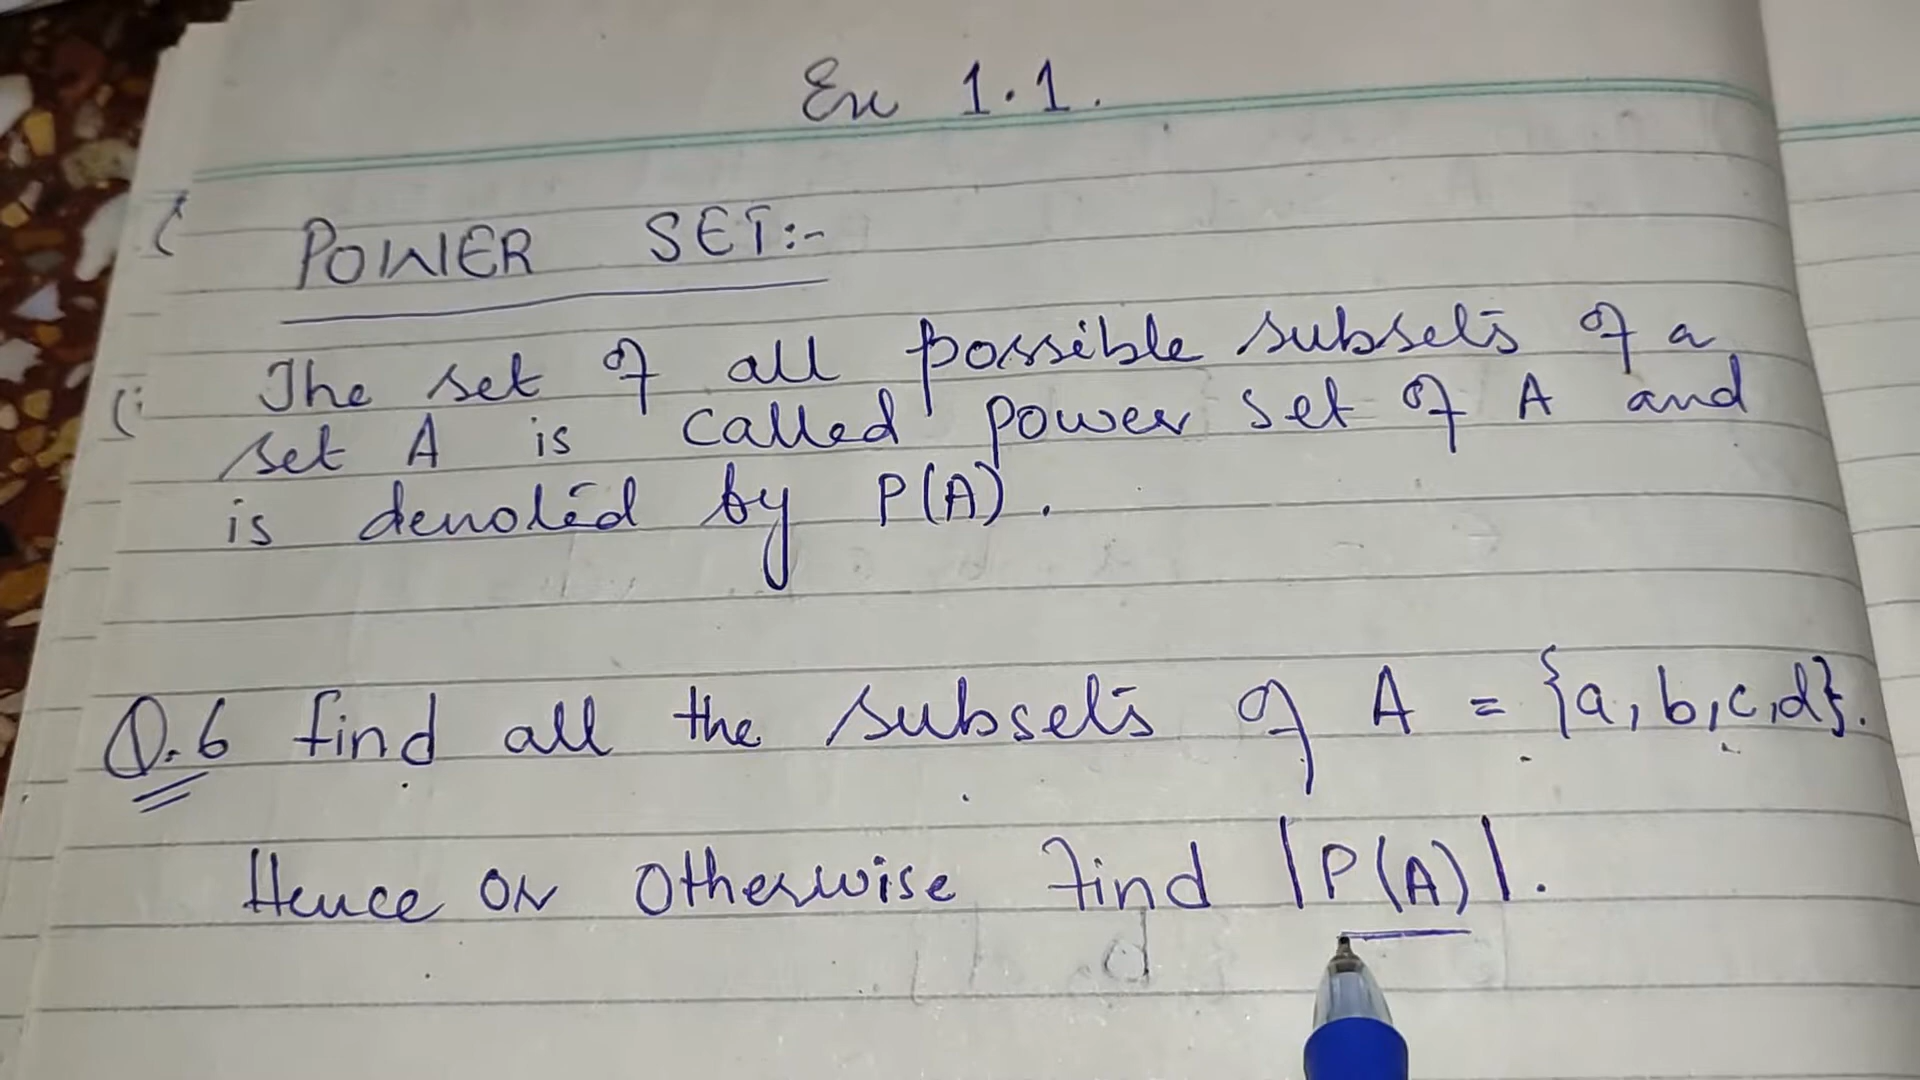 Ex 1.1.
POWER SET:-
The set of all possible subsets of a
set A is called power set of A and
is denoted by P(A).
Q.6 find all the subsets of A = {a, b, c, d}.
Hence or Otherwise find |P(A)|.